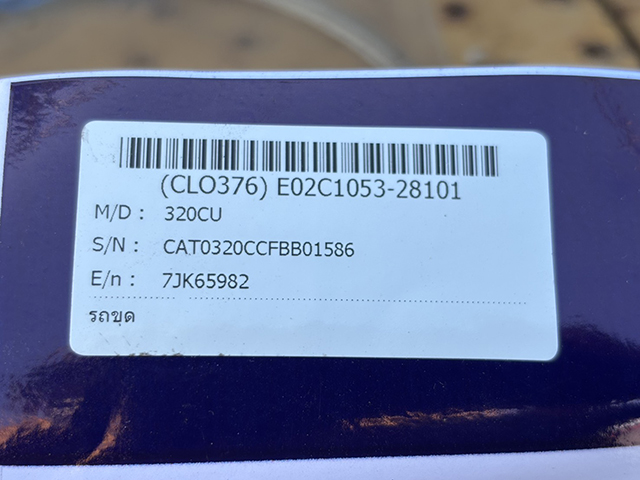 (CLO376) E02C1053-28101
M/D : 320CU
S/N : CAT0320CCFBB01586
E/n : 7JK65982
รถขุด